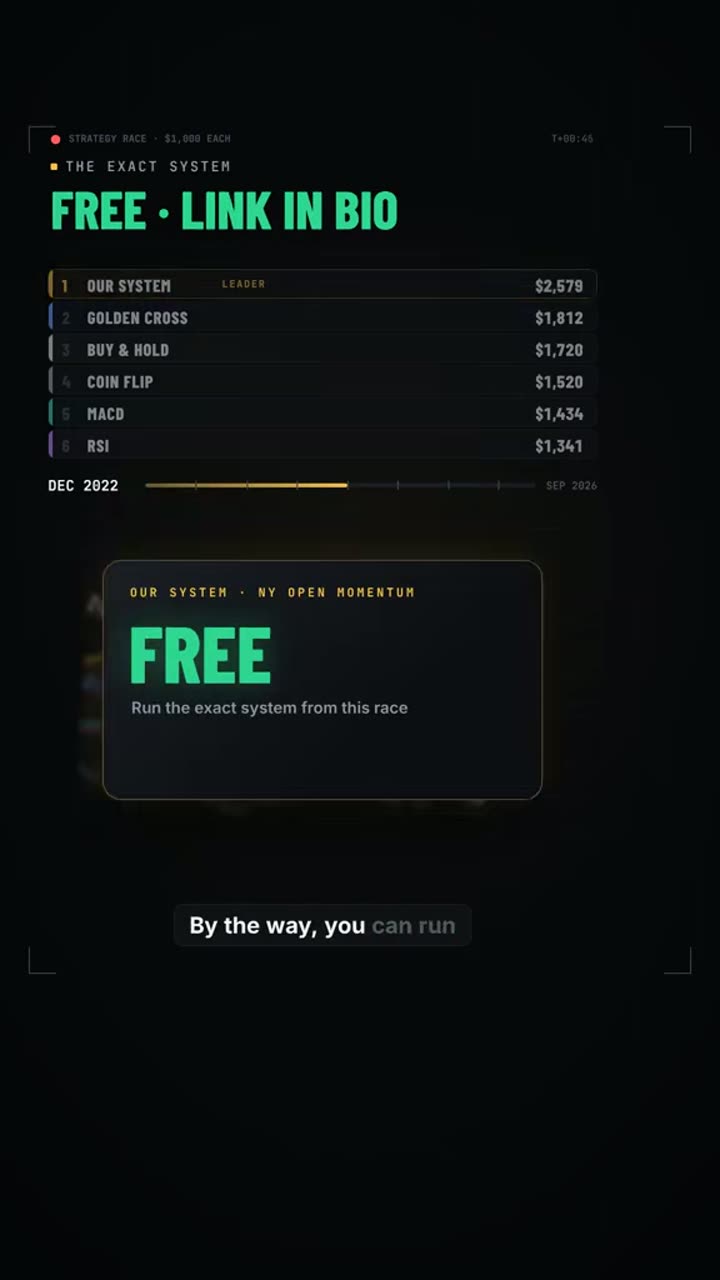 STRATEGY RACE · $1,000 EACH T+00:45
THE EXACT SYSTEM
FREE · LINK IN BIO
1 OUR SYSTEM LEADER $2,579
2 GOLDEN CROSS $1,812
3 BUY & HOLD $1,720
4 COIN FLIP $1,520
5 MACD $1,434
6 RSI $1,341
DEC 2022 SEP 2026
OUR SYSTEM · NY OPEN MOMENTUM
FREE
Run the exact system from this race
By the way, you can run